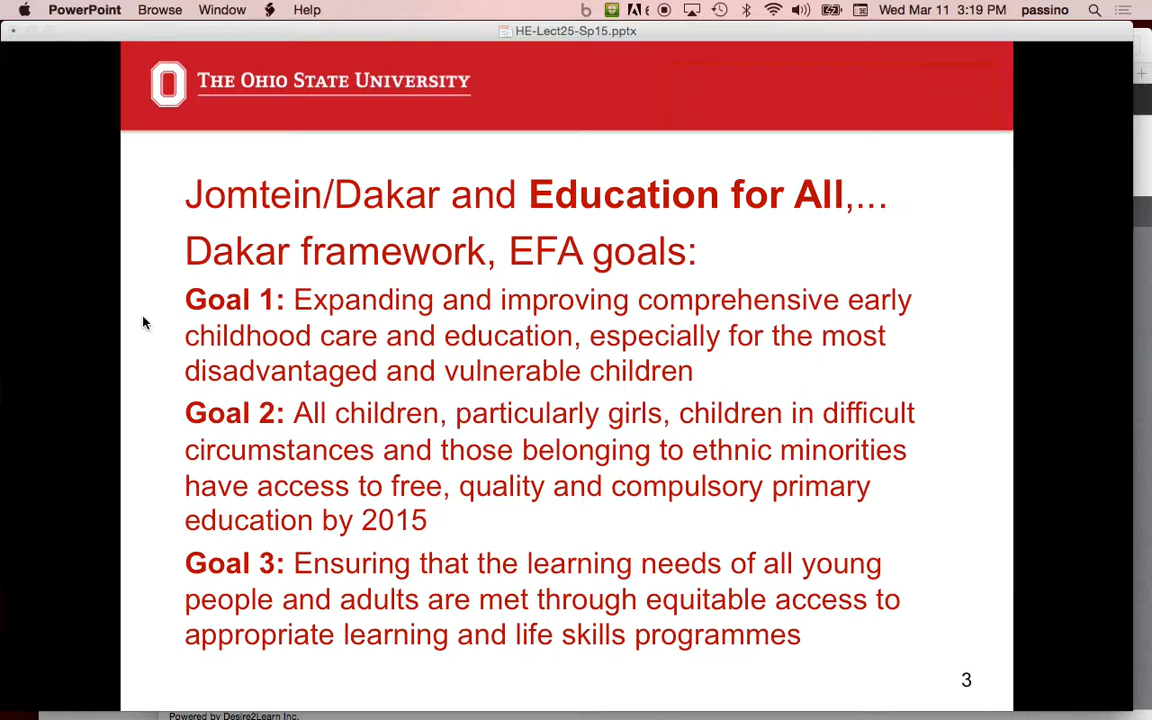 PowerPoint Browse Window Help Wed Mar 11 3:19 PM passino
HE-Lect25-Sp15.pptx
THE OHIO STATE UNIVERSITY
Jomtein/Dakar and Education for All,...
Dakar framework, EFA goals:
Goal 1: Expanding and improving comprehensive early
childhood care and education, especially for the most
disadvantaged and vulnerable children
Goal 2: All children, particularly girls, children in difficult
circumstances and those belonging to ethnic minorities
have access to free, quality and compulsory primary
education by 2015
Goal 3: Ensuring that the learning needs of all young
people and adults are met through equitable access to
appropriate learning and life skills programmes
3
Powered by Desire2Learn Inc.